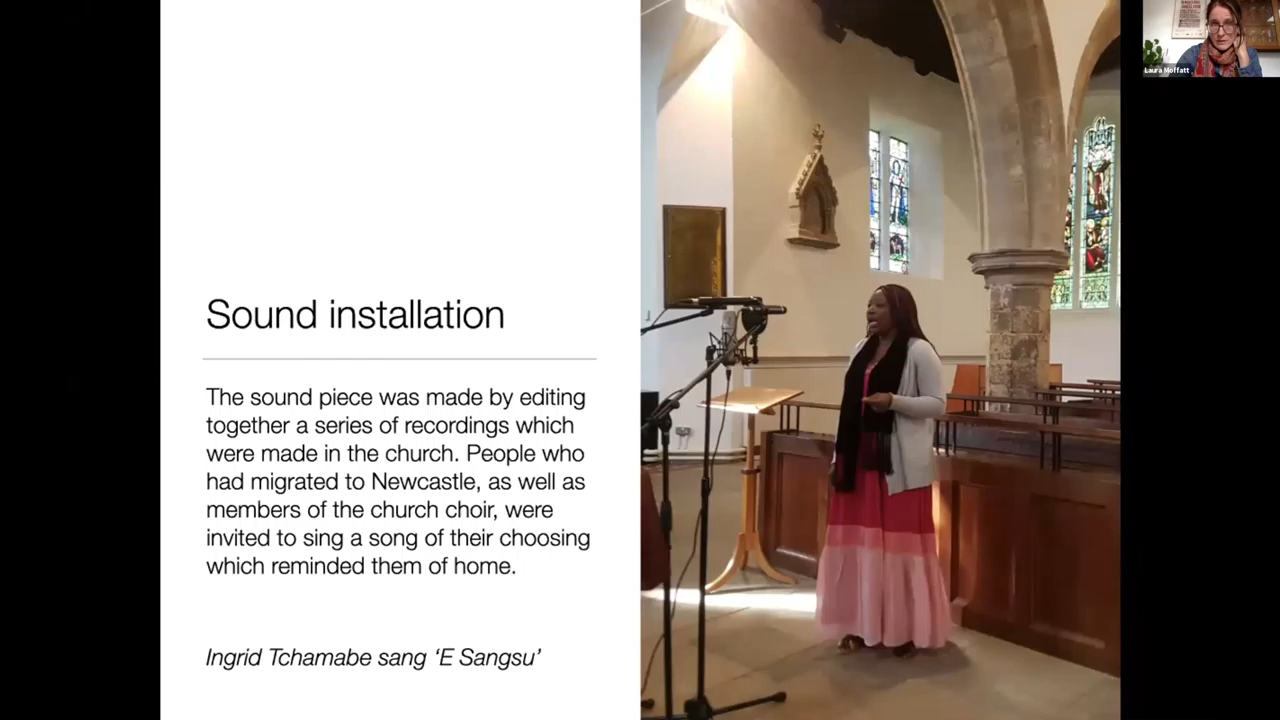 Sound installation
The sound piece was made by editing
together a series of recordings which
were made in the church. People who
had migrated to Newcastle, as well as
members of the church choir, were
invited to sing a song of their choosing
which reminded them of home.
Ingrid Tchamabe sang ‘E Sangsu’
Laura Moffatt